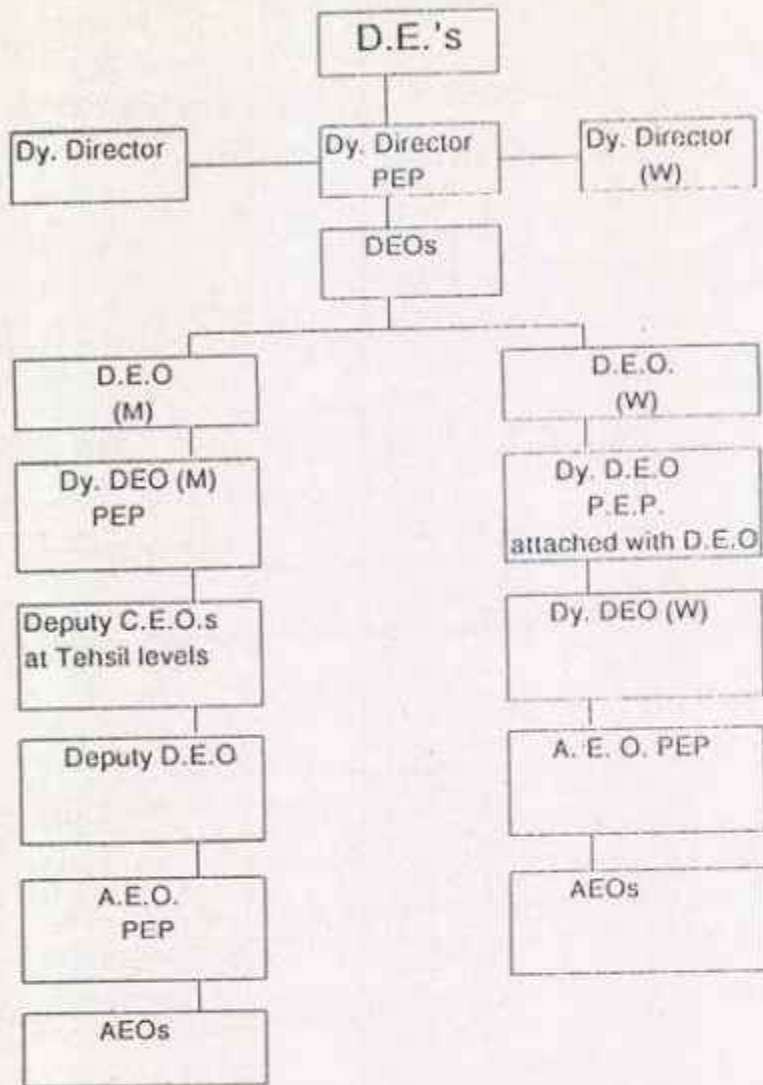 D.E.'s
Dy. Director
Dy. Director
PEP
Dy. Director
(W)
DEOs
D.E.O
(M)
D.E.O.
(W)
Dy. DEO (M)
PEP
Dy. D.E.O
P.E.P.
attached with D.E.O
Deputy C.E.O.s
at Tehsil levels
Dy. DEO (W)
Deputy D.E.O
A. E. O. PEP
A.E.O.
PEP
AEOs
AEOs